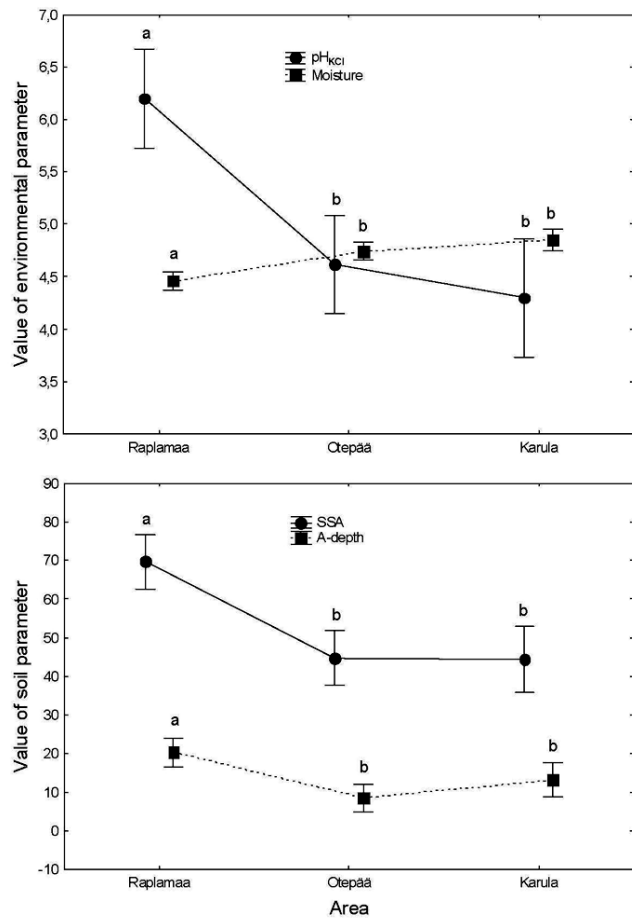 7,0
6,5
6,0
5,5
5,0
4,5
4,0
3,5
3,0
Value of environmental parameter
pHKCl
Moisture
a
a
b
b
b
b
Raplamaa
Otepää
Karula
90
80
70
60
50
40
30
20
10
0
-10
Value of soil parameter
SSA
A-depth
a
a
b
b
b
b
Raplamaa
Otepää
Karula
Area